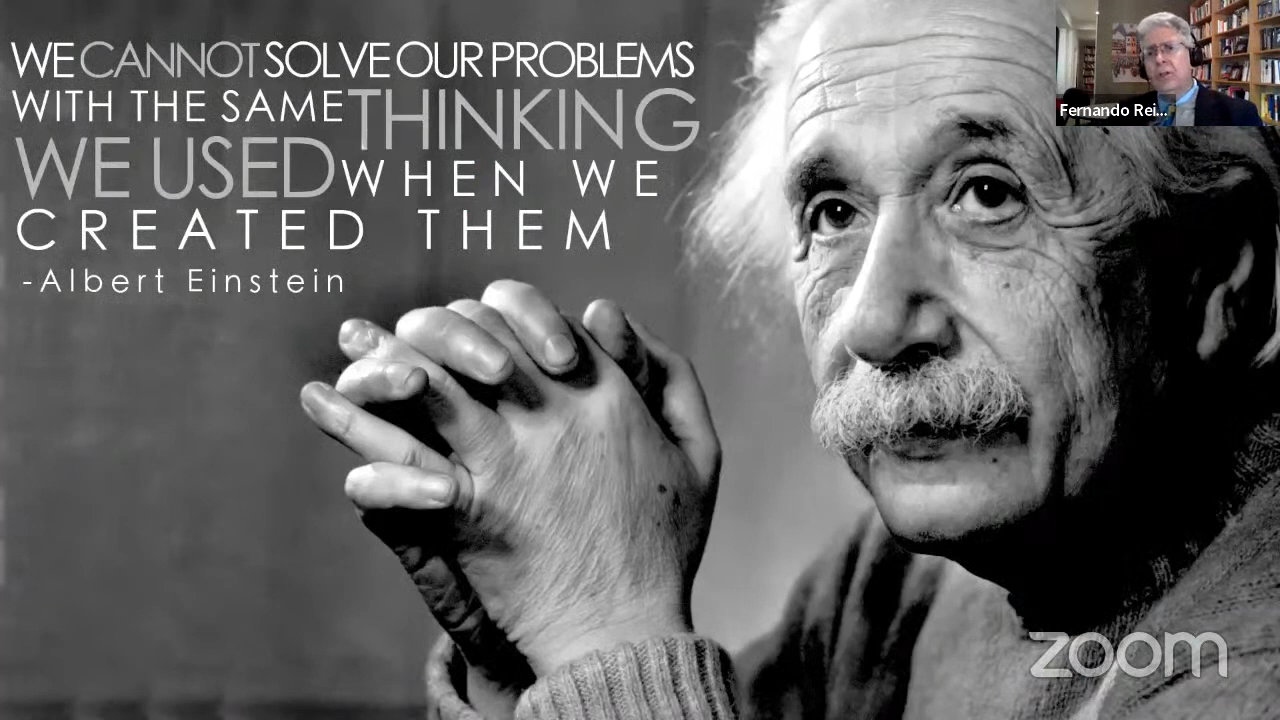 WE CANNOT SOLVE OUR PROBLEMS
WITH THE SAME THINKING
WE USED WHEN WE
CREATED THEM
-Albert Einstein
Fernando Rei...
zoom